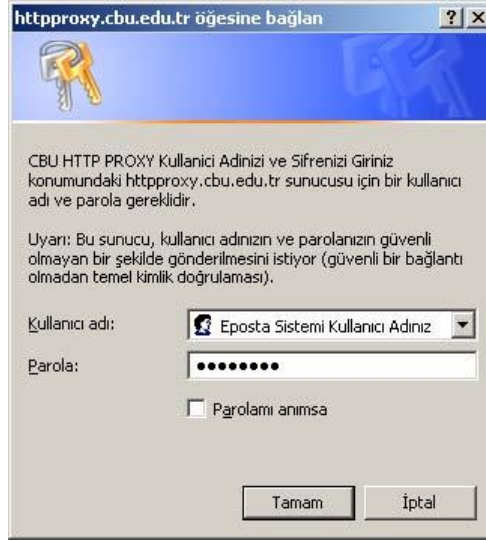 httpproxy.cbu.edu.tr öğesine bağlan
CBU HTTP PROXY Kullanici Adinizi ve Sifrenizi Giriniz
konumundaki httpproxy.cbu.edu.tr sunucusu için bir kullanıcı
adı ve parola gereklidir.
Uyarı: Bu sunucu, kullanıcı adınızın ve parolanızın güvenli
olmayan bir şekilde gönderilmesini istiyor (güvenli bir bağlantı
olmadan temel kimlik doğrulaması).
Kullanıcı adı: Eposta Sistemi Kullanıcı Adınız
Parola: ●●●●●●●●
Parolamı anımsa
Tamam İptal